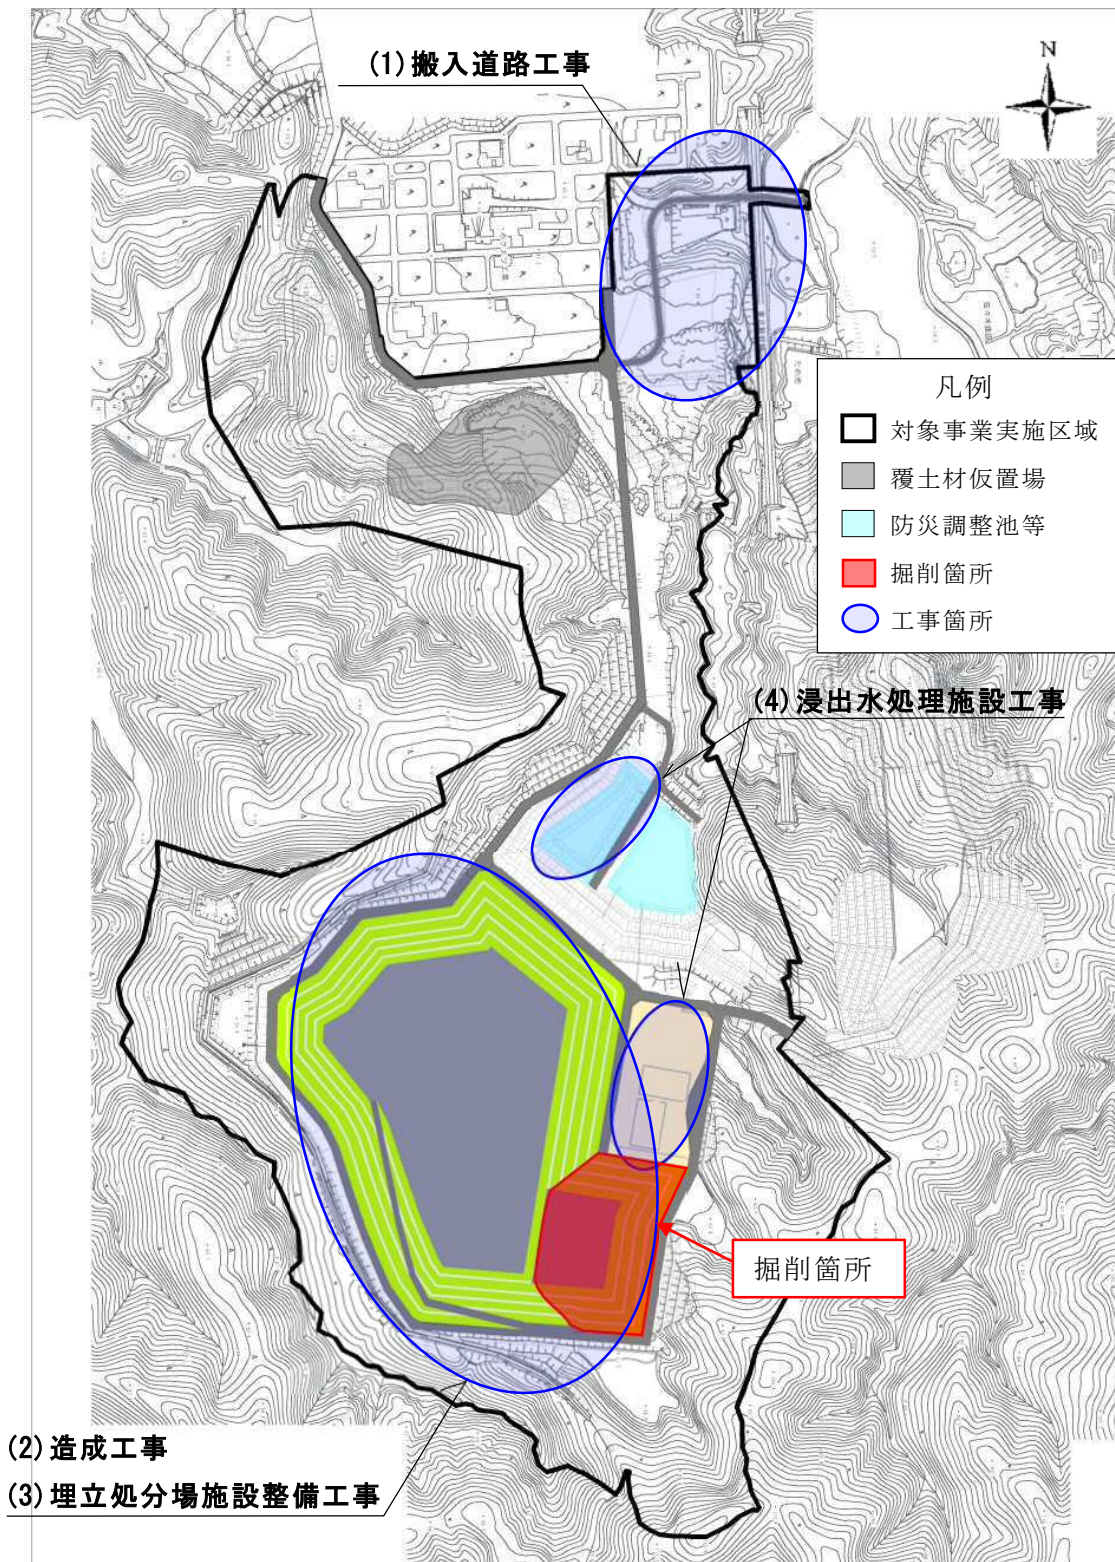 N
(1)搬入道路工事
凡例
対象事業実施区域
覆土材仮置場
防災調整池等
掘削箇所
工事箇所
(4)浸出水処理施設工事
掘削箇所
(2)造成工事
(3)埋立処分場施設整備工事